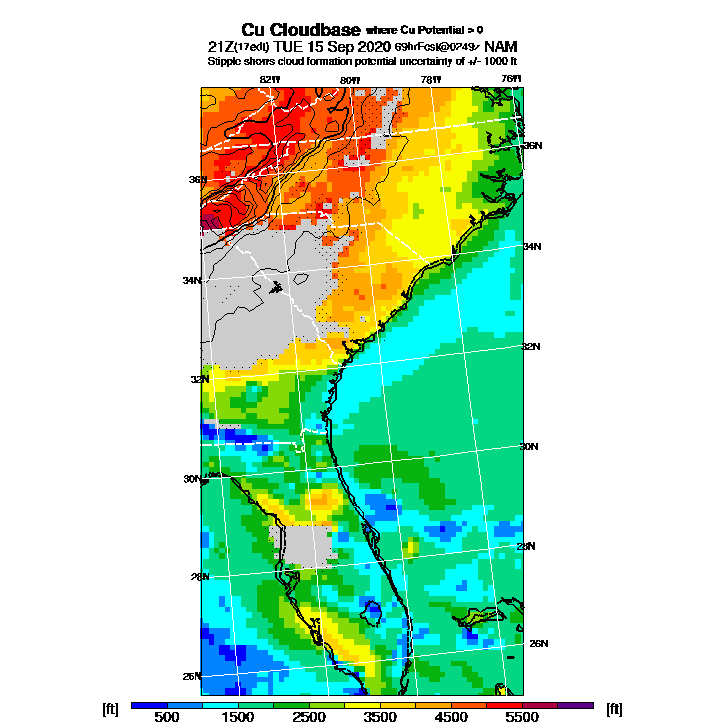 Cu Cloudbase where Cu Potential > 0
21Z(17edt) TUE 15 Sep 2020 69hrFcst@0249z NAM
Stipple shows cloud formation potential uncertainty of +/- 1000 ft
82W 80W 78W 76W
36N
36N
34N
34N
32N
32N
30N
30N
28N
28N
26N
26N
[ft] [ft]
500 1500 2500 3500 4500 5500